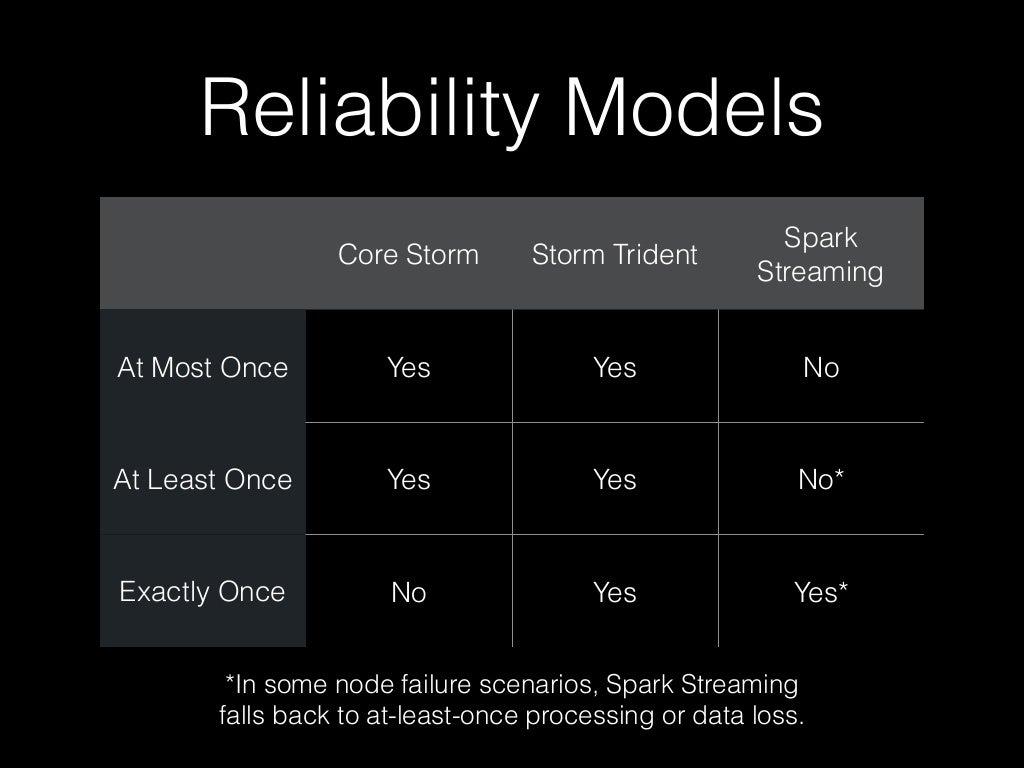 Reliability Models
Core Storm Storm Trident Spark Streaming
At Most Once Yes Yes No
At Least Once Yes Yes No*
Exactly Once No Yes Yes*
*In some node failure scenarios, Spark Streaming
falls back to at-least-once processing or data loss.